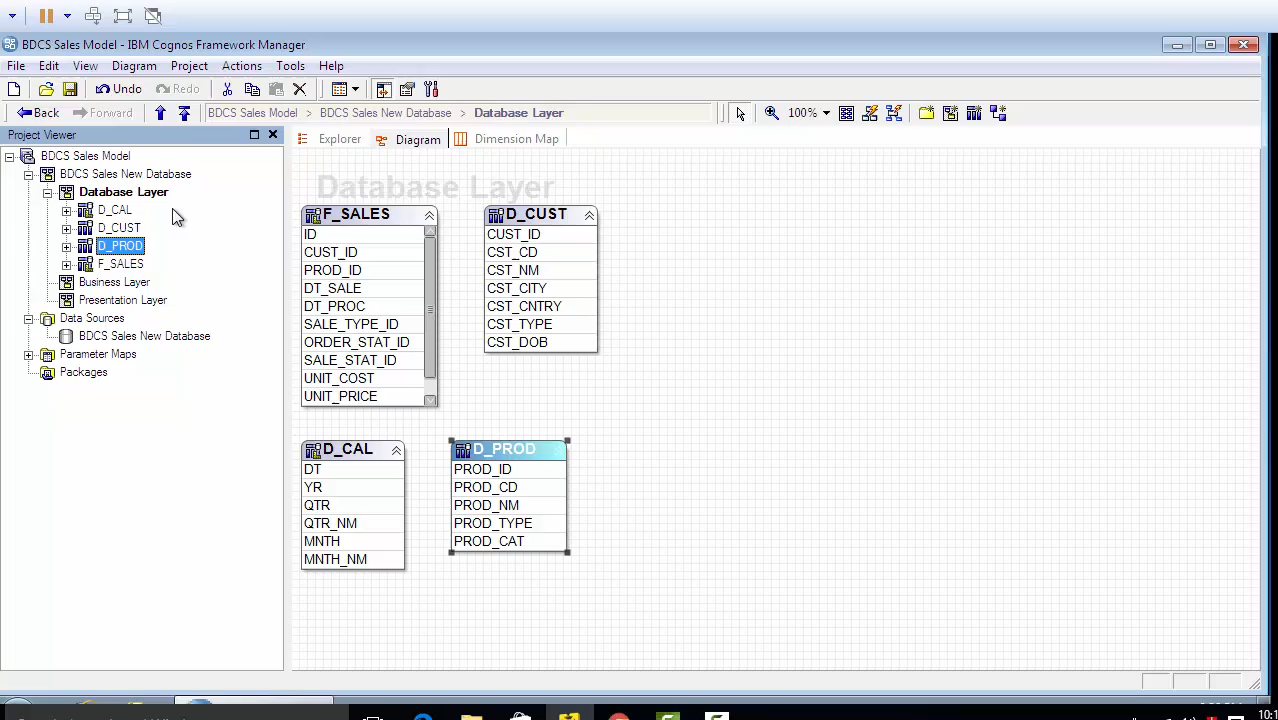 BDCS Sales Model - IBM Cognos Framework Manager
File Edit View Diagram Project Actions Tools Help
Undo Redo
Back Forward BDCS Sales Model > BDCS Sales New Database > Database Layer 100%
Project Viewer
BDCS Sales Model
BDCS Sales New Database
Database Layer
D_CAL
D_CUST
D_PROD
F_SALES
Business Layer
Presentation Layer
Data Sources
BDCS Sales New Database
Parameter Maps
Packages
Explorer Diagram Dimension Map
Database Layer
F_SALES
ID
CUST_ID
PROD_ID
DT_SALE
DT_PROC
SALE_TYPE_ID
ORDER_STAT_ID
SALE_STAT_ID
UNIT_COST
UNIT_PRICE
D_CUST
CUST_ID
CST_CD
CST_NM
CST_CITY
CST_CNTRY
CST_TYPE
CST_DOB
D_CAL
DT
YR
QTR
QTR_NM
MNTH
MNTH_NM
D_PROD
PROD_ID
PROD_CD
PROD_NM
PROD_TYPE
PROD_CAT